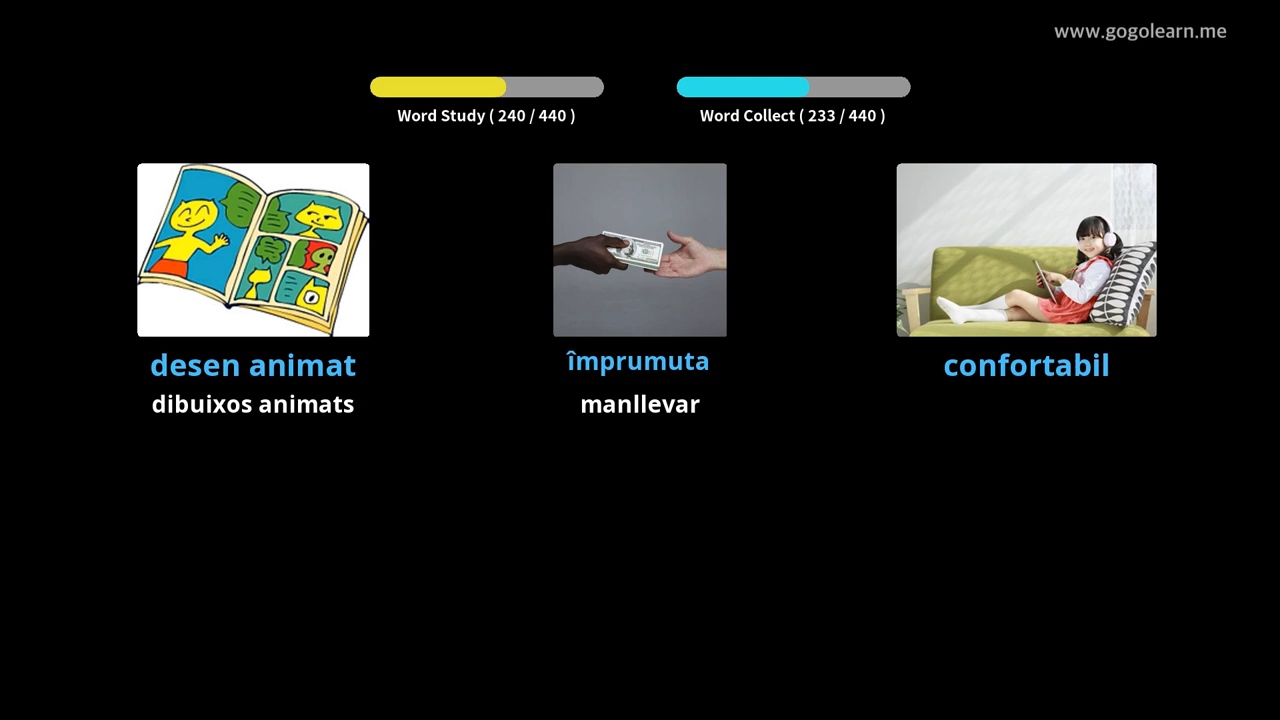 www.gogolearn.me
Word Study ( 240 / 440 )
Word Collect ( 233 / 440 )
desen animat
împrumuta
confortabil
dibuixos animats
manllevar